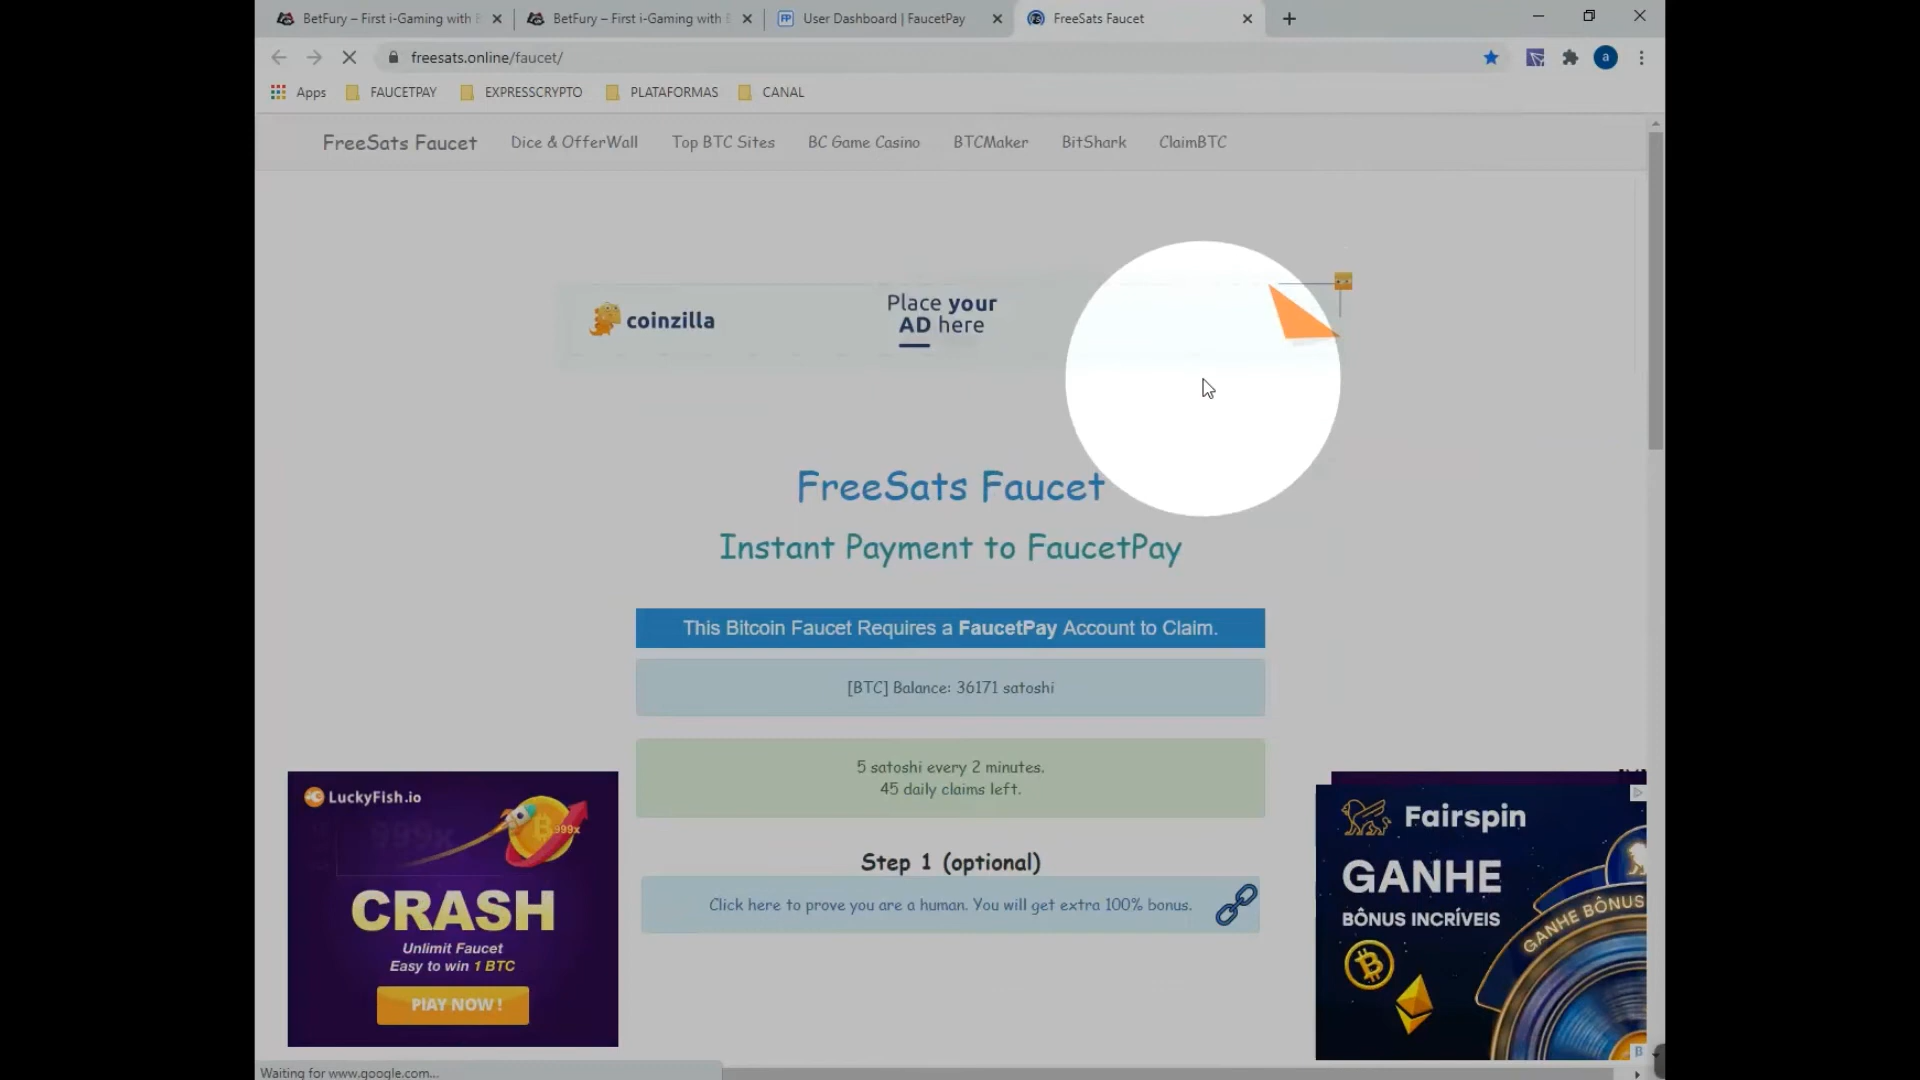 BetFury – First i-Gaming with
BetFury – First i-Gaming with
FP User Dashboard | FaucetPay
FreeSats Faucet
freesats.online/faucet/
a
Apps FAUCETPAY EXPRESSCRYPTO PLATAFORMAS CANAL
FreeSats Faucet Dice & OfferWall Top BTC Sites BC Game Casino BTCMaker BitShark ClaimBTC
coinzilla
Place your
AD here
FreeSats Faucet
Instant Payment to FaucetPay
This Bitcoin Faucet Requires a FaucetPay Account to Claim.
[BTC] Balance: 36171 satoshi
5 satoshi every 2 minutes.
45 daily claims left.
Step 1 (optional)
Click here to prove you are a human. You will get extra 100% bonus.
LuckyFish.io
999x
999x
CRASH
Unlimit Faucet
Easy to win 1 BTC
PlAY NOW !
Fairspin
GANHE
BÔNUS INCRÍVEIS
GANHE BÔNUS
Waiting for www.google.com...